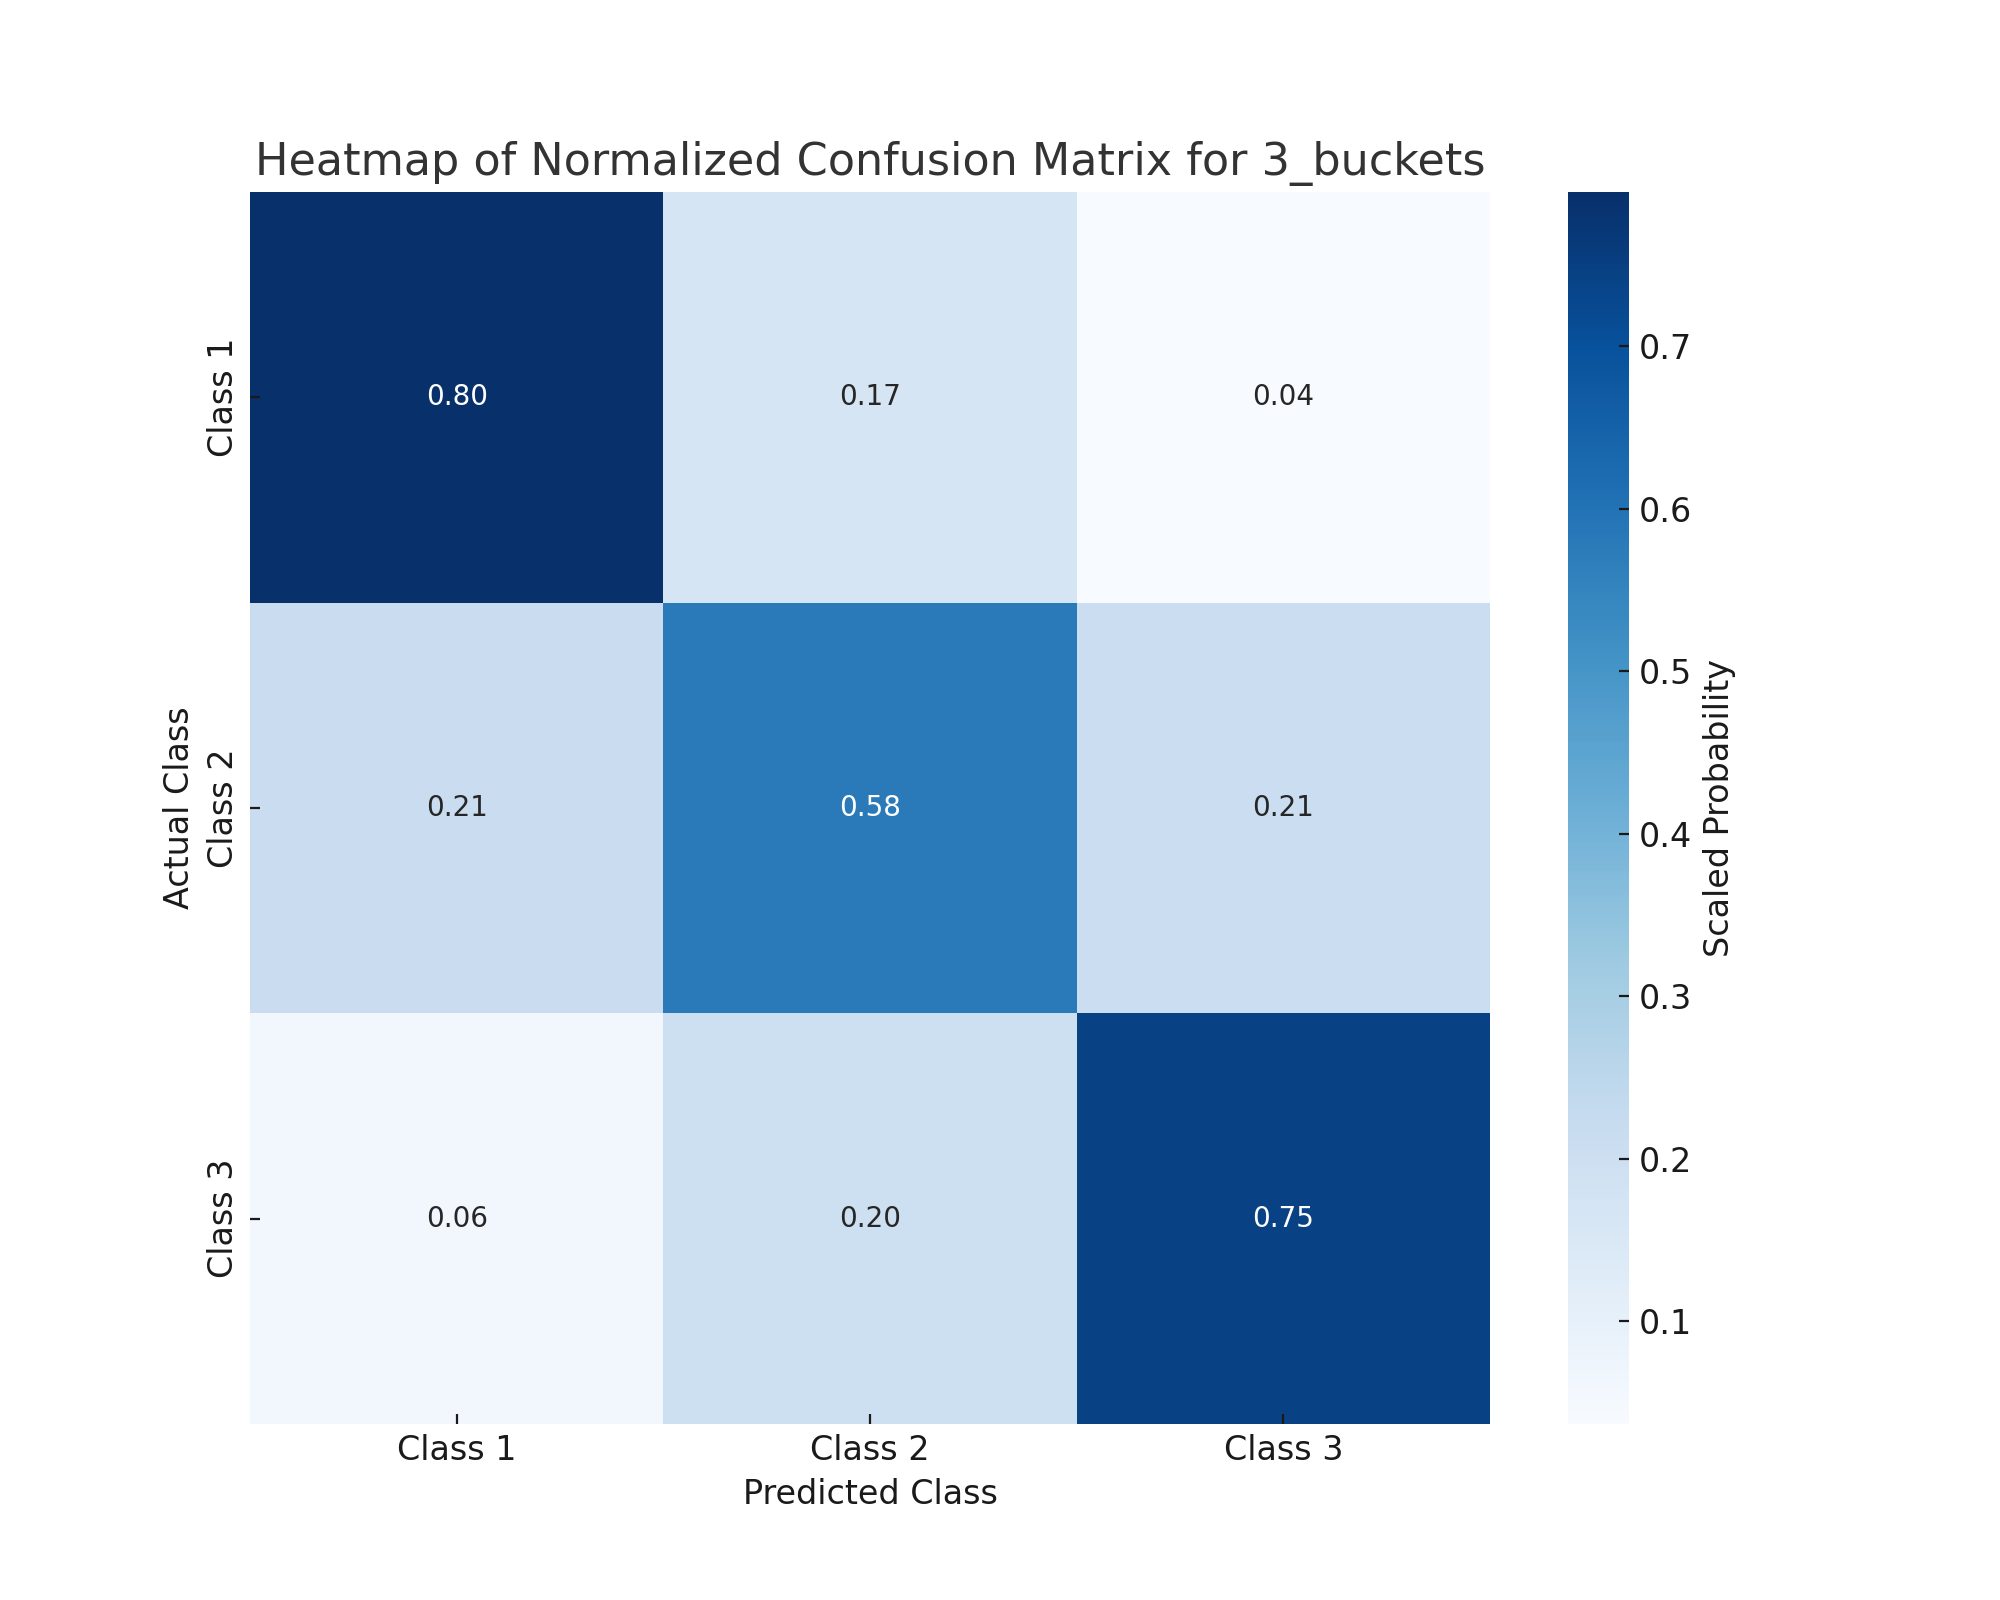 Heatmap of Normalized Confusion Matrix for 3_buckets
Actual Class
Class 1
0.80
0.17
0.04
Class 2
0.21
0.58
0.21
Class 3
0.06
0.20
0.75
Class 1
Class 2
Class 3
Predicted Class
0.7
0.6
0.5
0.4
0.3
0.2
0.1
Scaled Probability